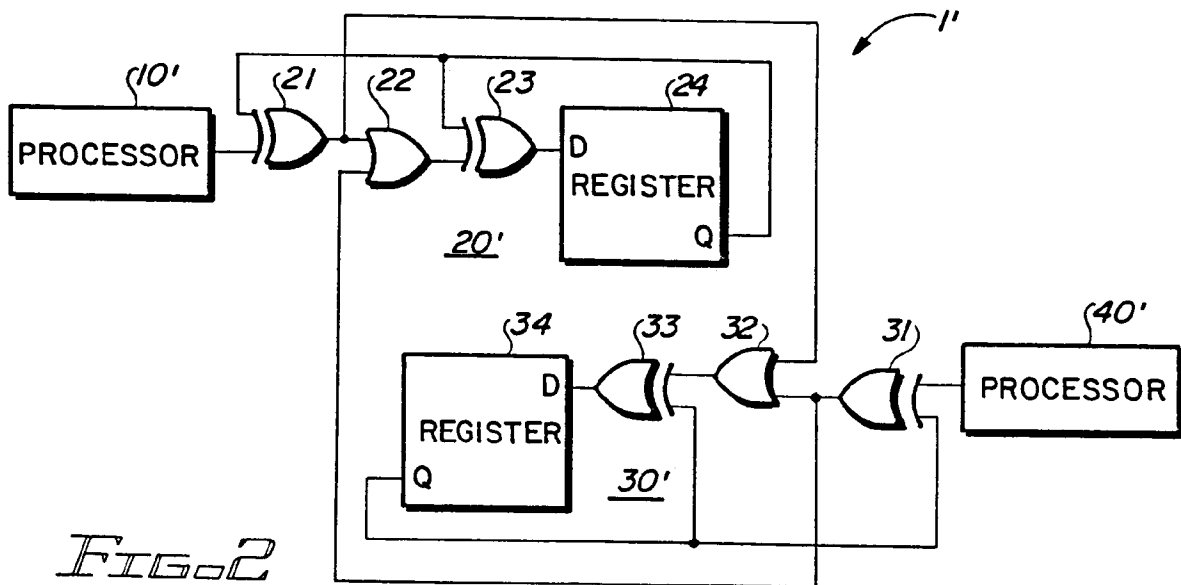 1'
10'
21
22
23
24
PROCESSOR
D
REGISTER
Q
20'
34
33
32
31
40'
D
REGISTER
Q
PROCESSOR
30'
FIG. 2